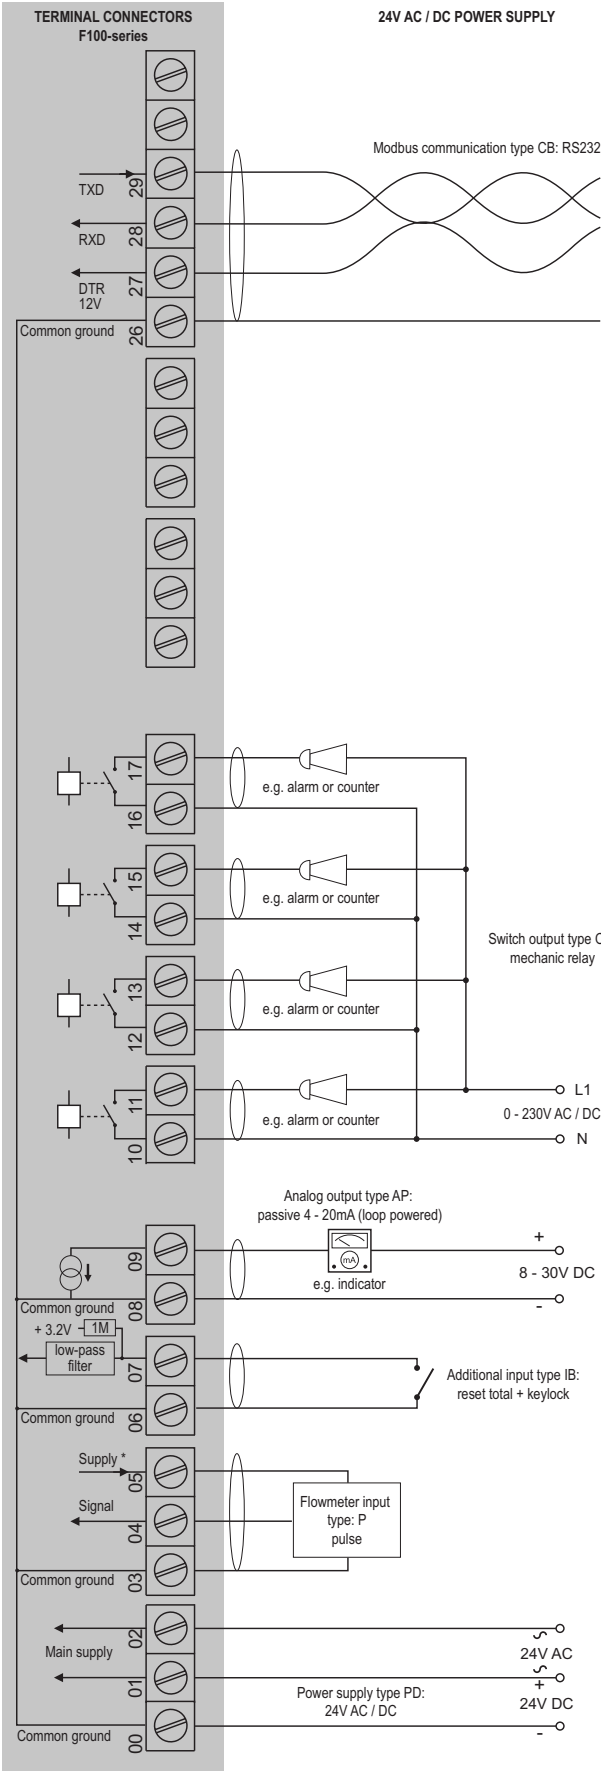 TERMINAL CONNECTORS
F100-series
24V AC / DC POWER SUPPLY
Modbus communication type CB: RS232
TXD
29
RXD
28
DTR
12V
27
Common ground
26
17
e.g. alarm or counter
16
15
e.g. alarm or counter
14
Switch output type
mechanic relay
13
e.g. alarm or counter
12
11
L1
0 - 230V AC / DC
e.g. alarm or counter
10
N
Analog output type AP:
passive 4 - 20mA (loop powered)
09
mA
+
8 - 30V DC
e.g. indicator
-
Common ground
08
+ 3.2V
1M
low-pass
filter
07
Additional input type IB:
reset total + keylock
Common ground
06
Supply *
05
Signal
04
Flowmeter input
type: P
pulse
Common ground
03
02
Main supply
24V AC
01
+
Power supply type PD:
24V AC / DC
24V DC
Common ground
00
-